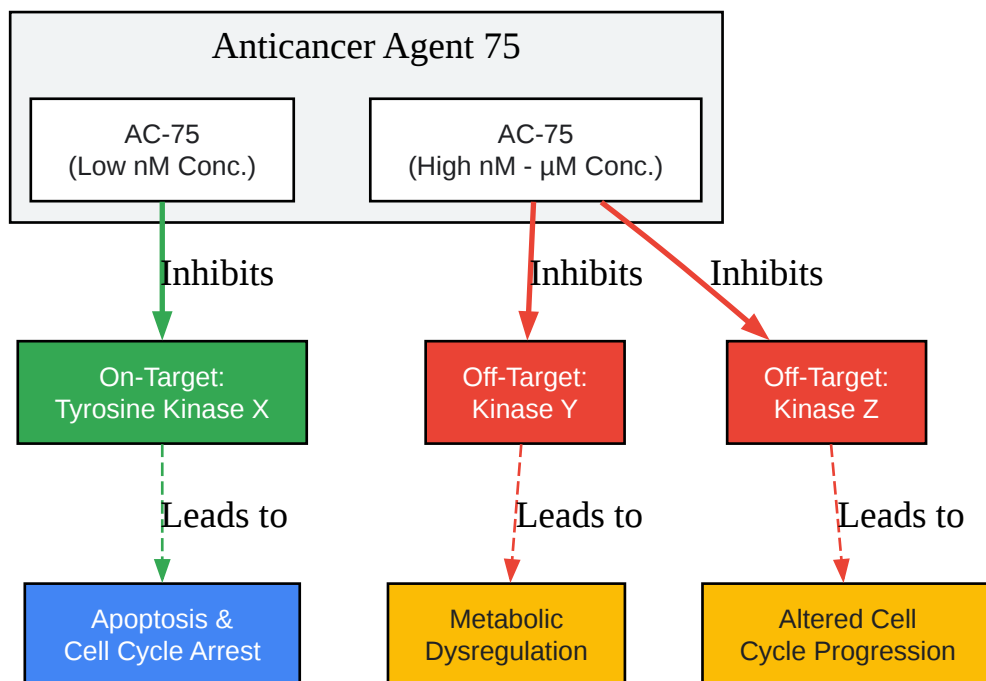 Anticancer Agent 75
AC-75
(Low nM Conc.)
AC-75
(High nM - µM Conc.)
Inhibits
Inhibits
Inhibits
On-Target:
Tyrosine Kinase X
Off-Target:
Kinase Y
Off-Target:
Kinase Z
Leads to
Leads to
Leads to
Apoptosis &
Cell Cycle Arrest
Metabolic
Dysregulation
Altered Cell
Cycle Progression